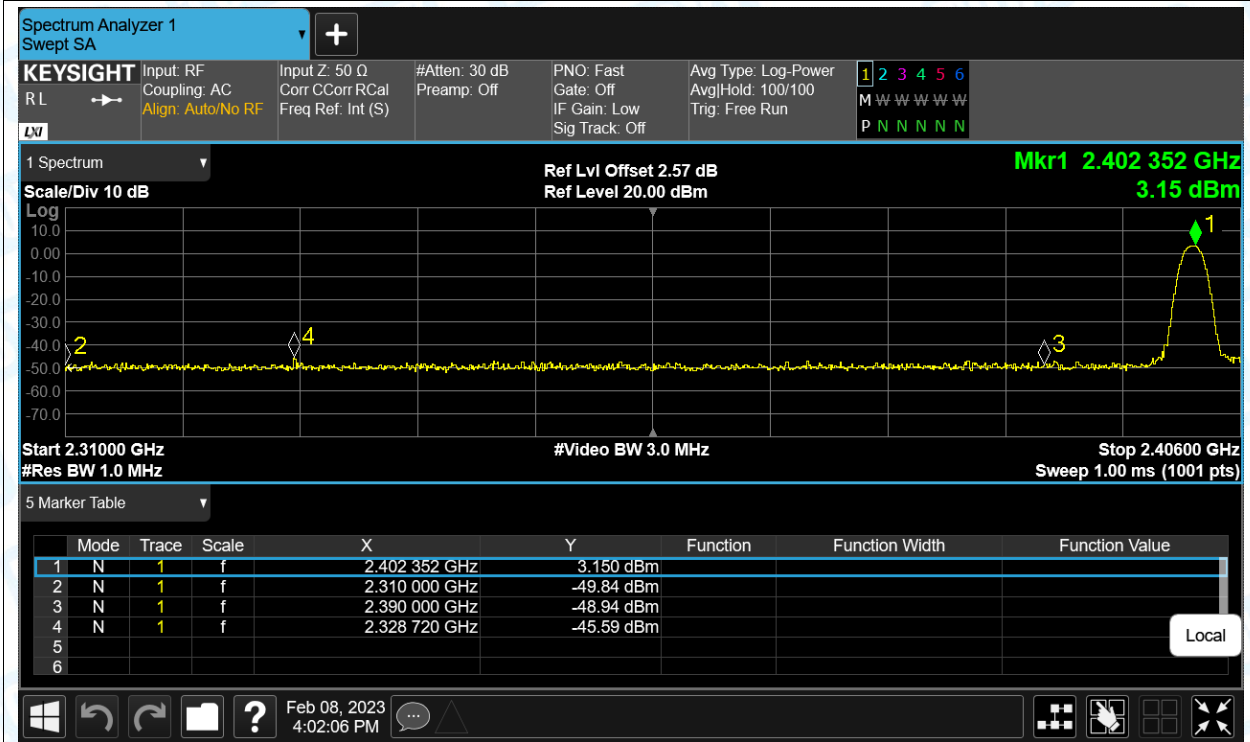 Spectrum Analyzer 1
Swept SA
KEYSIGHT
RL
LXI
Input: RF
Coupling: AC
Align: Auto/No RF
Input Z: 50 Ω
Corr CCorr RCal
Freq Ref: Int (S)
#Atten: 30 dB
Preamp: Off
PNO: Fast
Gate: Off
IF Gain: Low
Sig Track: Off
Avg Type: Log-Power
Avg|Hold: 100/100
Trig: Free Run
1 2 3 4 5 6
M W W W W W
P N N N N N
1 Spectrum
Scale/Div 10 dB
Ref Lvl Offset 2.57 dB
Ref Level 20.00 dBm
Mkr1 2.402 352 GHz
3.15 dBm
Log
10.0
0.00
-10.0
-20.0
-30.0
-40.0
-50.0
-60.0
-70.0
1
2
4
3
Start 2.31000 GHz
#Video BW 3.0 MHz
Stop 2.40600 GHz
#Res BW 1.0 MHz
Sweep 1.00 ms (1001 pts)
5 Marker Table
Mode Trace Scale X Y Function Function Width Function Value
1 N 1 f 2.402 352 GHz 3.150 dBm
2 N 1 f 2.310 000 GHz -49.84 dBm
3 N 1 f 2.390 000 GHz -48.94 dBm
4 N 1 f 2.328 720 GHz -45.59 dBm
5
6
Local
?
Feb 08, 2023
4:02:06 PM